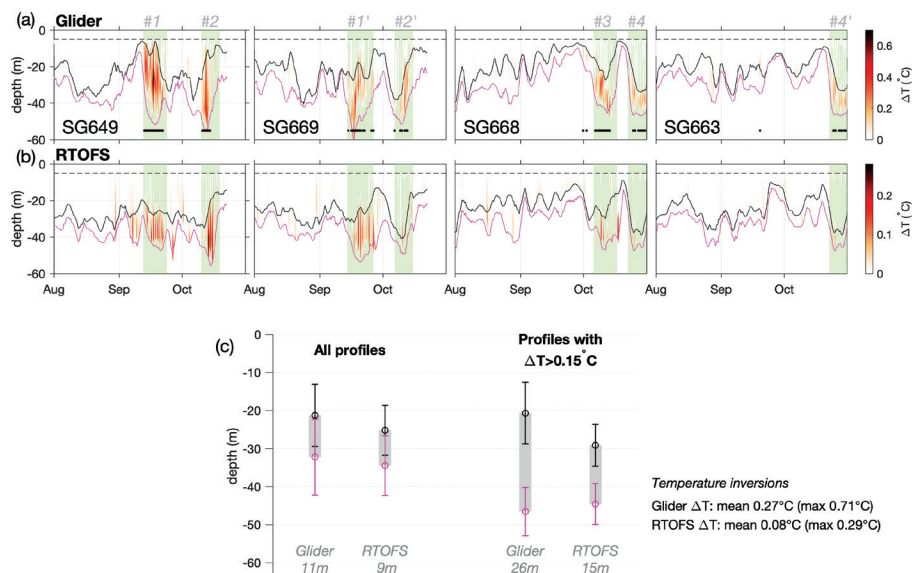 (a) Glider #1 #2 #1' #2' #3 #4 #4'
0
-20
-40
-60
depth (m)
SG649 SG669 SG668 SG663
0.6
0.4
0.2
0
ΔT (°C)
(b) RTOFS
0
-20
-40
-60
depth (m)
Aug Sep Oct Aug Sep Oct Aug Sep Oct Aug Sep Oct
0.2
0.1
0
ΔT (°C)
(c)
All profiles
Profiles with
ΔT>0.15°C
0
-10
-20
-30
-40
-50
-60
depth (m)
Glider RTOFS Glider RTOFS
11m 9m 26m 15m
Temperature inversions
Glider ΔT: mean 0.27°C (max 0.71°C)
RTOFS ΔT: mean 0.08°C (max 0.29°C)